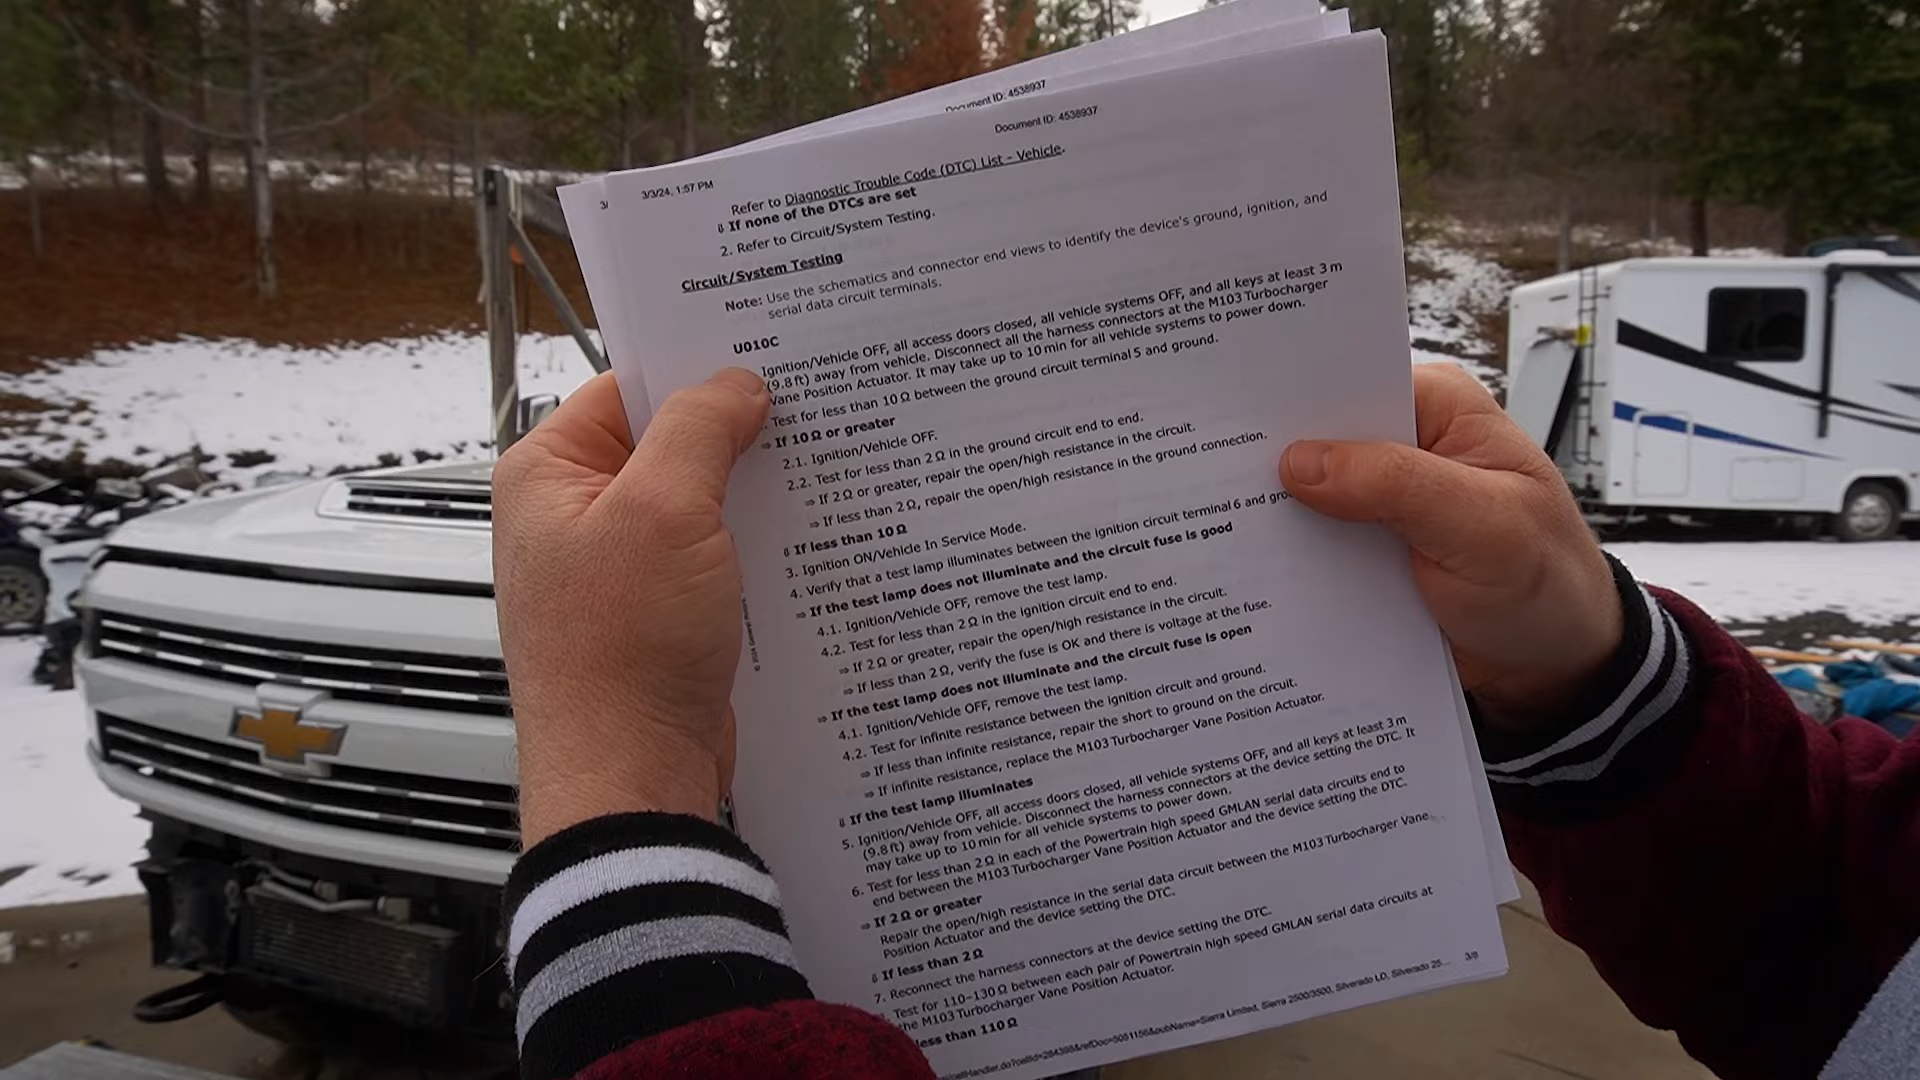 Document ID: 4538937
Document ID: 4538937
3/
3/3/24, 1:57 PM
Refer to Diagnostic Trouble Code (DTC) List - Vehicle.
⇓ If none of the DTCs are set
2. Refer to Circuit/System Testing.
Circuit/System Testing
Note: Use the schematics and connector end views to identify the device's ground, ignition, and
serial data circuit terminals.
U010C
Ignition/Vehicle OFF, all access doors closed, all vehicle systems OFF, and all keys at least 3 m
(9.8 ft) away from vehicle. Disconnect all the harness connectors at the M103 Turbocharger
Vane Position Actuator. It may take up to 10 min for all vehicle systems to power down.
Test for less than 10 Ω between the ground circuit terminal 5 and ground.
⇒ If 10 Ω or greater
2.1. Ignition/Vehicle OFF.
2.2. Test for less than 2 Ω in the ground circuit end to end.
⇒ If 2 Ω or greater, repair the open/high resistance in the circuit.
⇒ If less than 2 Ω, repair the open/high resistance in the ground connection.
⇓ If less than 10 Ω
3. Ignition ON/Vehicle In Service Mode.
4. Verify that a test lamp illuminates between the ignition circuit terminal 6 and gro
⇒ If the test lamp does not illuminate and the circuit fuse is good
4.1. Ignition/Vehicle OFF, remove the test lamp.
4.2. Test for less than 2 Ω in the ignition circuit end to end.
⇒ If 2 Ω or greater, repair the open/high resistance in the circuit.
⇒ If less than 2 Ω, verify the fuse is OK and there is voltage at the fuse.
⇒ If the test lamp does not illuminate and the circuit fuse is open
4.1. Ignition/Vehicle OFF, remove the test lamp.
4.2. Test for infinite resistance between the ignition circuit and ground.
⇒ If less than infinite resistance, repair the short to ground on the circuit.
⇒ If infinite resistance, replace the M103 Turbocharger Vane Position Actuator.
⇓ If the test lamp illuminates
5. Ignition/Vehicle OFF, all access doors closed, all vehicle systems OFF, and all keys at least 3 m
(9.8 ft) away from vehicle. Disconnect the harness connectors at the device setting the DTC. It
may take up to 10 min for all vehicle systems to power down.
6. Test for less than 2 Ω in each of the Powertrain high speed GMLAN serial data circuits end to
end between the M103 Turbocharger Vane Position Actuator and the device setting the DTC.
⇒ If 2 Ω or greater
Repair the open/high resistance in the serial data circuit between the M103 Turbocharger Vane
Position Actuator and the device setting the DTC.
⇓ If less than 2 Ω
7. Reconnect the harness connectors at the device setting the DTC.
Test for 110–130 Ω between each pair of Powertrain high speed GMLAN serial data circuits at
the M103 Turbocharger Vane Position Actuator.
less than 110 Ω
3/8